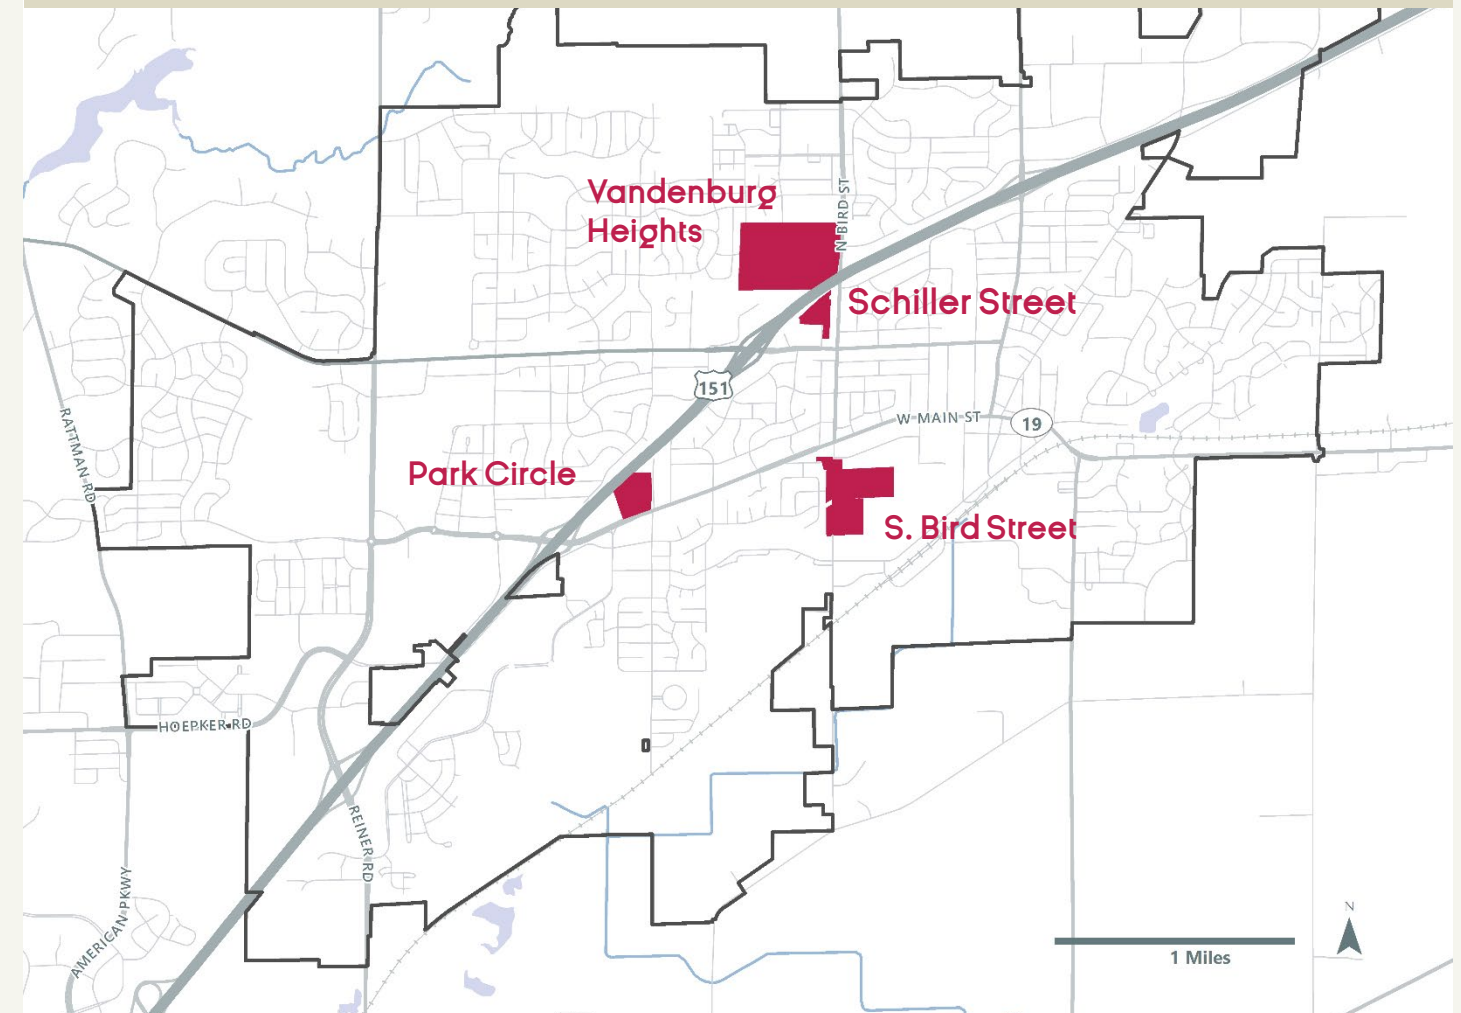 Vandenburg
Heights
N BIRD ST
Schiller Street
151
W MAIN ST
19
RATTMAN RD
Park Circle
S. Bird Street
HOEPKER RD
REINER RD
AMERICAN PKWY
N
1 Miles